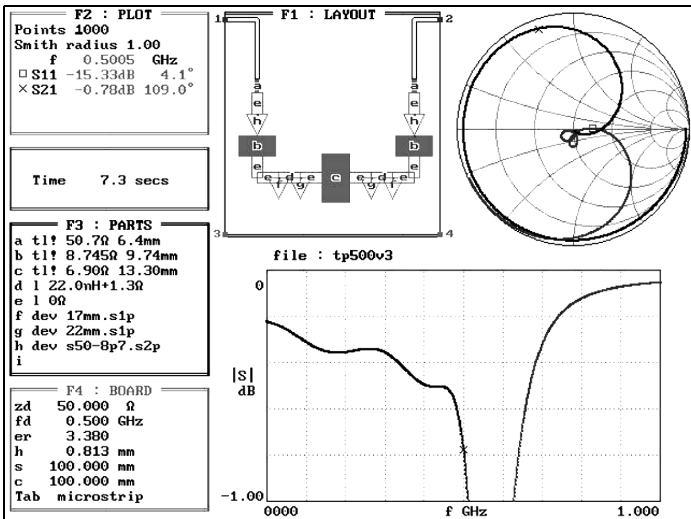 F2 : PLOT
Points 1000
Smith radius 1.00
f 0.5005 GHz
□ S11 -15.33dB 4.1°
× S21 -0.78dB 109.0°
Time 7.3 secs
F3 : PARTS
a tl! 50.7Ω 6.4mm
b tl! 8.745Ω 9.74mm
c tl! 6.90Ω 13.30mm
d l 22.0nH+1.3Ω
e l 0Ω
f dev 17mm.s1p
g dev 22mm.s1p
h dev s50-8p7.s2p
i
F4 : BOARD
zd 50.000 Ω
fd 0.500 GHz
er 3.380
h 0.813 mm
s 100.000 mm
c 100.000 mm
Tab microstrip
F1 : LAYOUT
1 2
a a
e e
h h
b b
e e
e f d g e c e g d f e
3 4
file : tp500v3
0
|S|
dB
-1.00
0000 f GHz 1.000